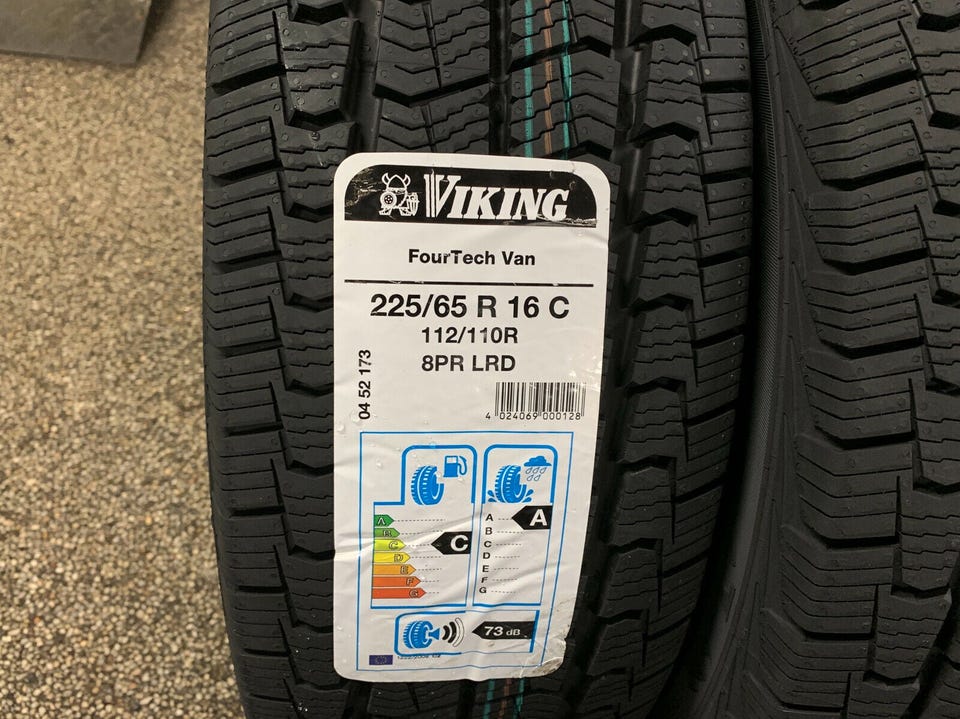 VIKING
FourTech Van
225/65 R 16 C
112/110R
8PR LRD
04 52 173
4 024069 000128
A
B
C
D
E
F
G
C
A
B
C
D
E
F
G
A
73 dB